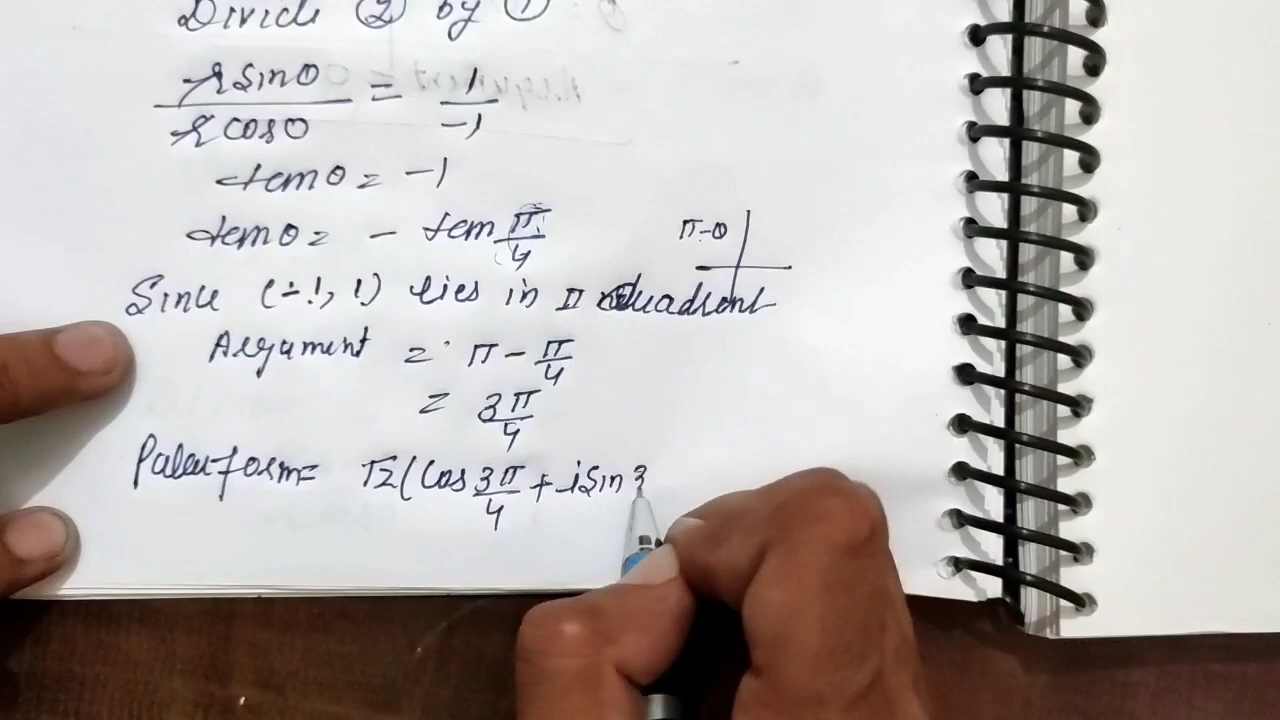 Divide ② by ①
r sinθ / r cosθ = 1 / -1
tanθ = -1
tanθ = - tan π/4
π-θ
Since (-1, 1) lies in II Quadrant
Argument = π - π/4
= 3π/4
Polar form = √2(Cos 3π/4 + i Sin 3